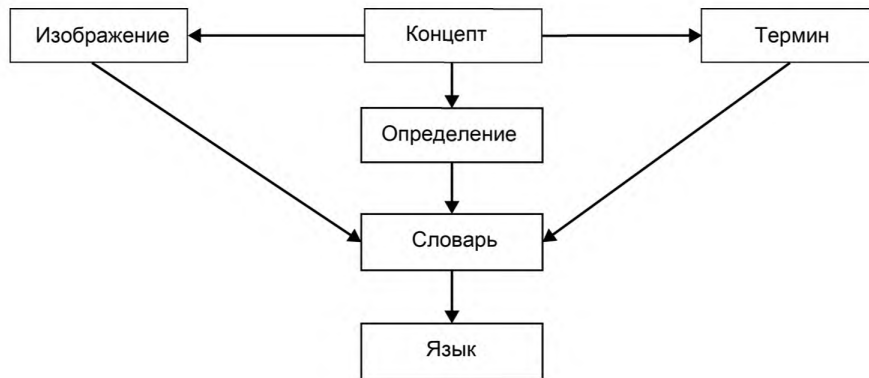 Изображение
Концепт
Термин
Определение
Словарь
Язык